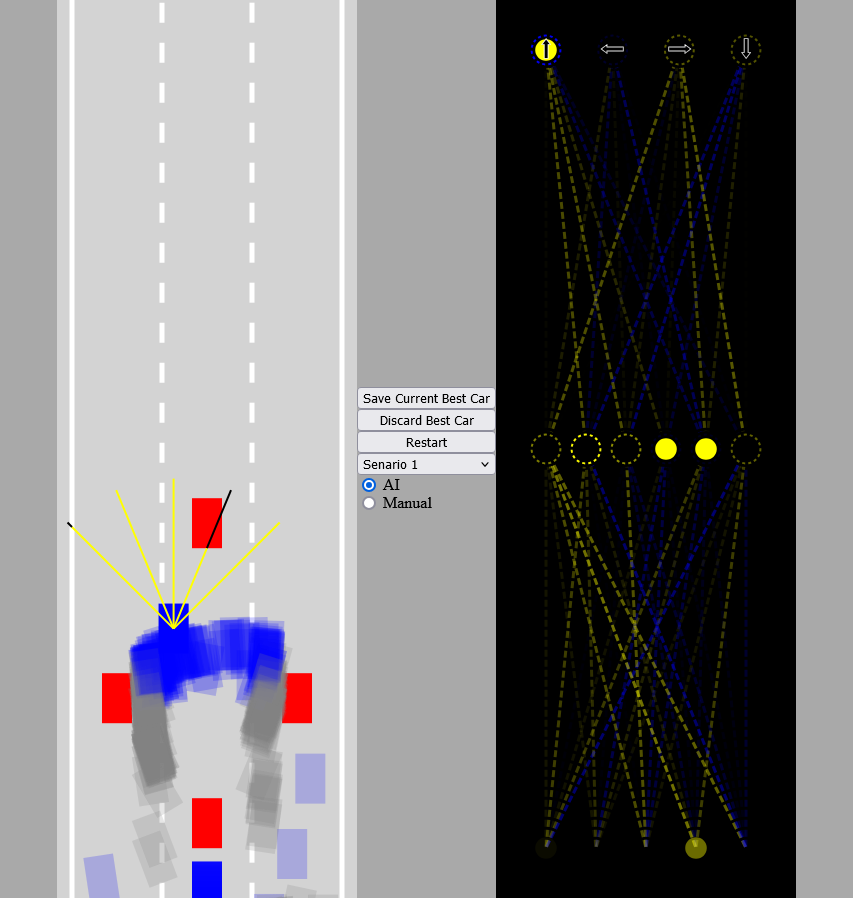 Save Current Best Car
Discard Best Car
Restart
Senario 1
AI
Manual